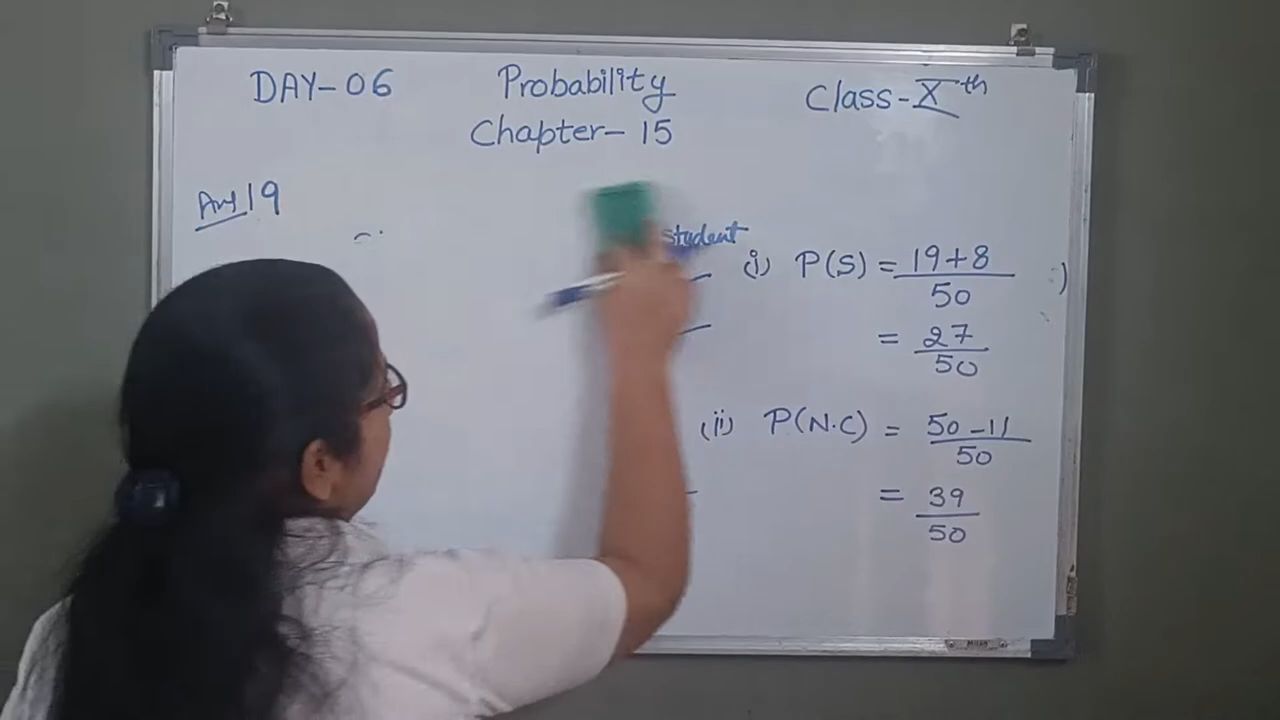 DAY-06 Probability Class-Xth
Chapter-15
Ans 19
student
(i) P(S) = 19+8/50
= 27/50
(ii) P(N.C) = 50-11/50
= 39/50